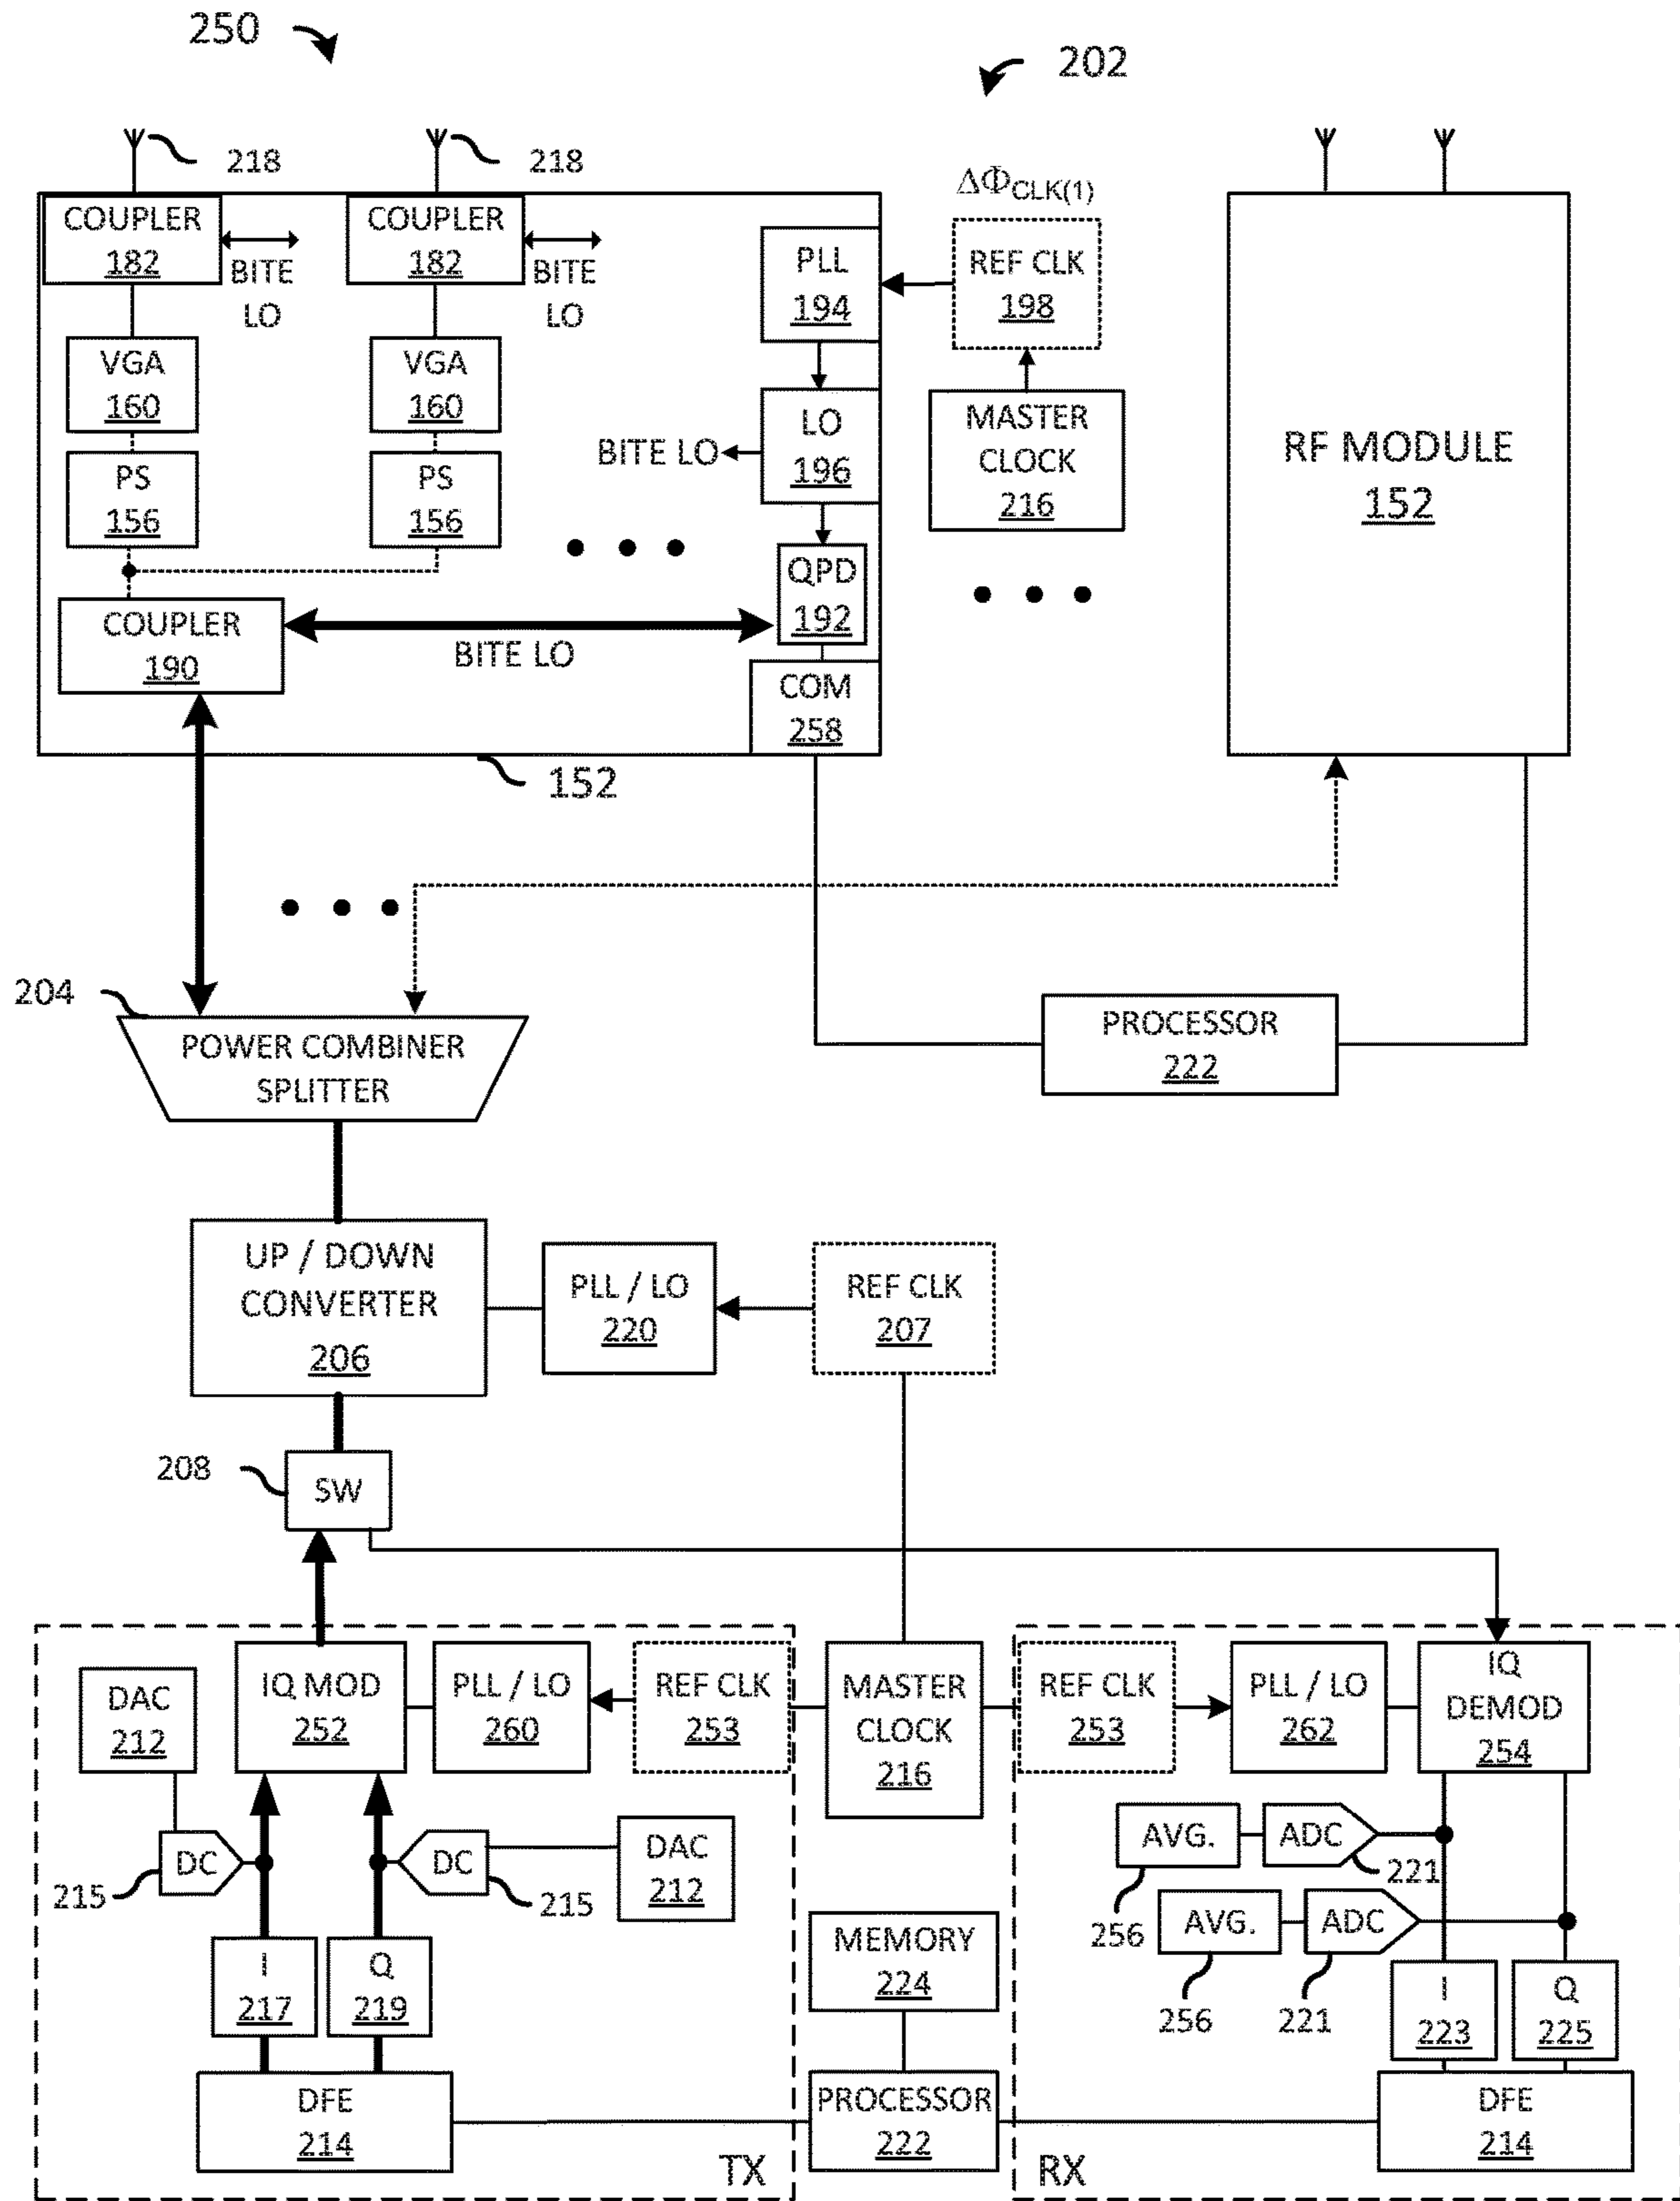 250
202
218
218
ΔΦCLK(1)
COUPLER
182
BITE
LO
COUPLER
182
BITE
LO
PLL
194
REF CLK
198
VGA
160
VGA
160
LO
196
BITE LO
MASTER
CLOCK
216
RF MODULE
152
PS
156
PS
156
QPD
192
COUPLER
190
BITE LO
COM
258
152
204
POWER COMBINER
SPLITTER
PROCESSOR
222
UP / DOWN
CONVERTER
206
PLL / LO
220
REF CLK
207
208
SW
DAC
212
IQ MOD
252
PLL / LO
260
REF CLK
253
MASTER
CLOCK
216
REF CLK
253
PLL / LO
262
IQ
DEMOD
254
DC
215
DC
215
DAC
212
AVG.
ADC
221
256
AVG.
ADC
256
221
I
217
Q
219
MEMORY
224
I
223
Q
225
DFE
214
TX
PROCESSOR
222
RX
DFE
214